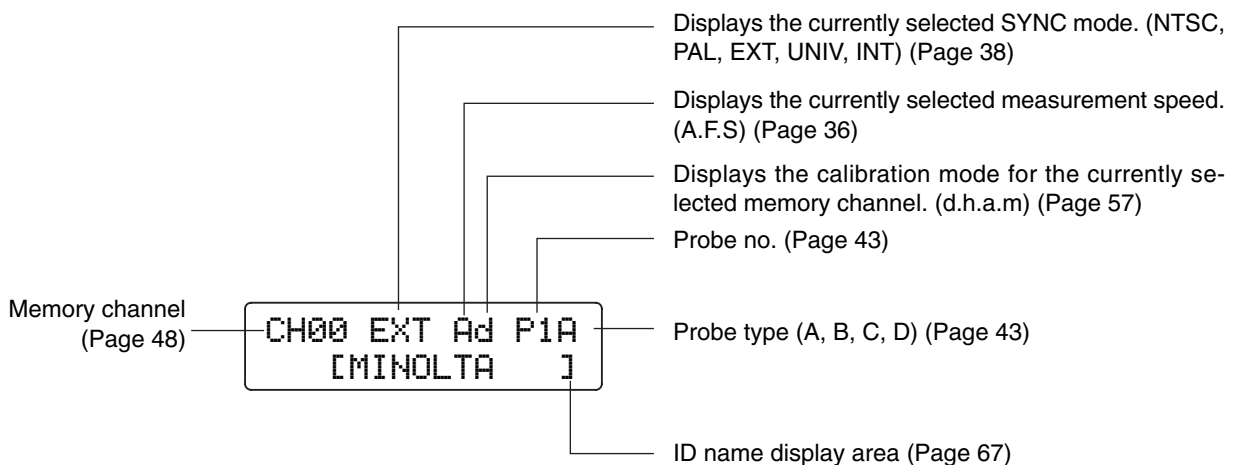 Displays the currently selected SYNC mode. (NTSC,
PAL, EXT, UNIV, INT) (Page 38)
Displays the currently selected measurement speed.
(A.F.S) (Page 36)
Displays the calibration mode for the currently se-
lected memory channel. (d.h.a.m) (Page 57)
Probe no. (Page 43)
Memory channel
(Page 48)
CH00 EXT Ad P1A
[MINOLTA ]
Probe type (A, B, C, D) (Page 43)
ID name display area (Page 67)